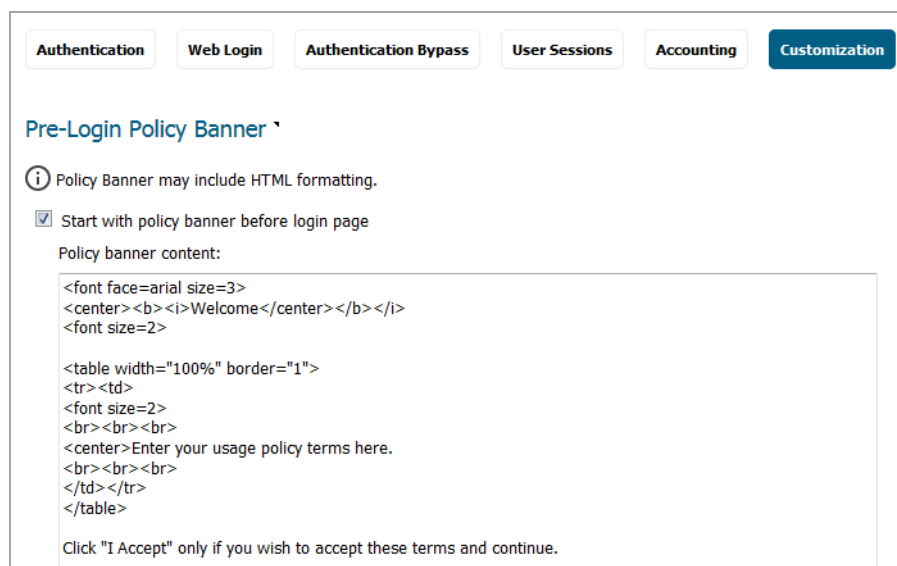 Authentication Web Login Authentication Bypass User Sessions Accounting Customization
Pre-Login Policy Banner
Policy Banner may include HTML formatting.
Start with policy banner before login page
Policy banner content:
<font face=arial size=3>
<center><b><i>Welcome</center></b></i>
<font size=2>
<table width="100%" border="1">
<tr><td>
<font size=2>
<br><br><br>
<center>Enter your usage policy terms here.
<br><br><br>
</td></tr>
</table>
Click "I Accept" only if you wish to accept these terms and continue.